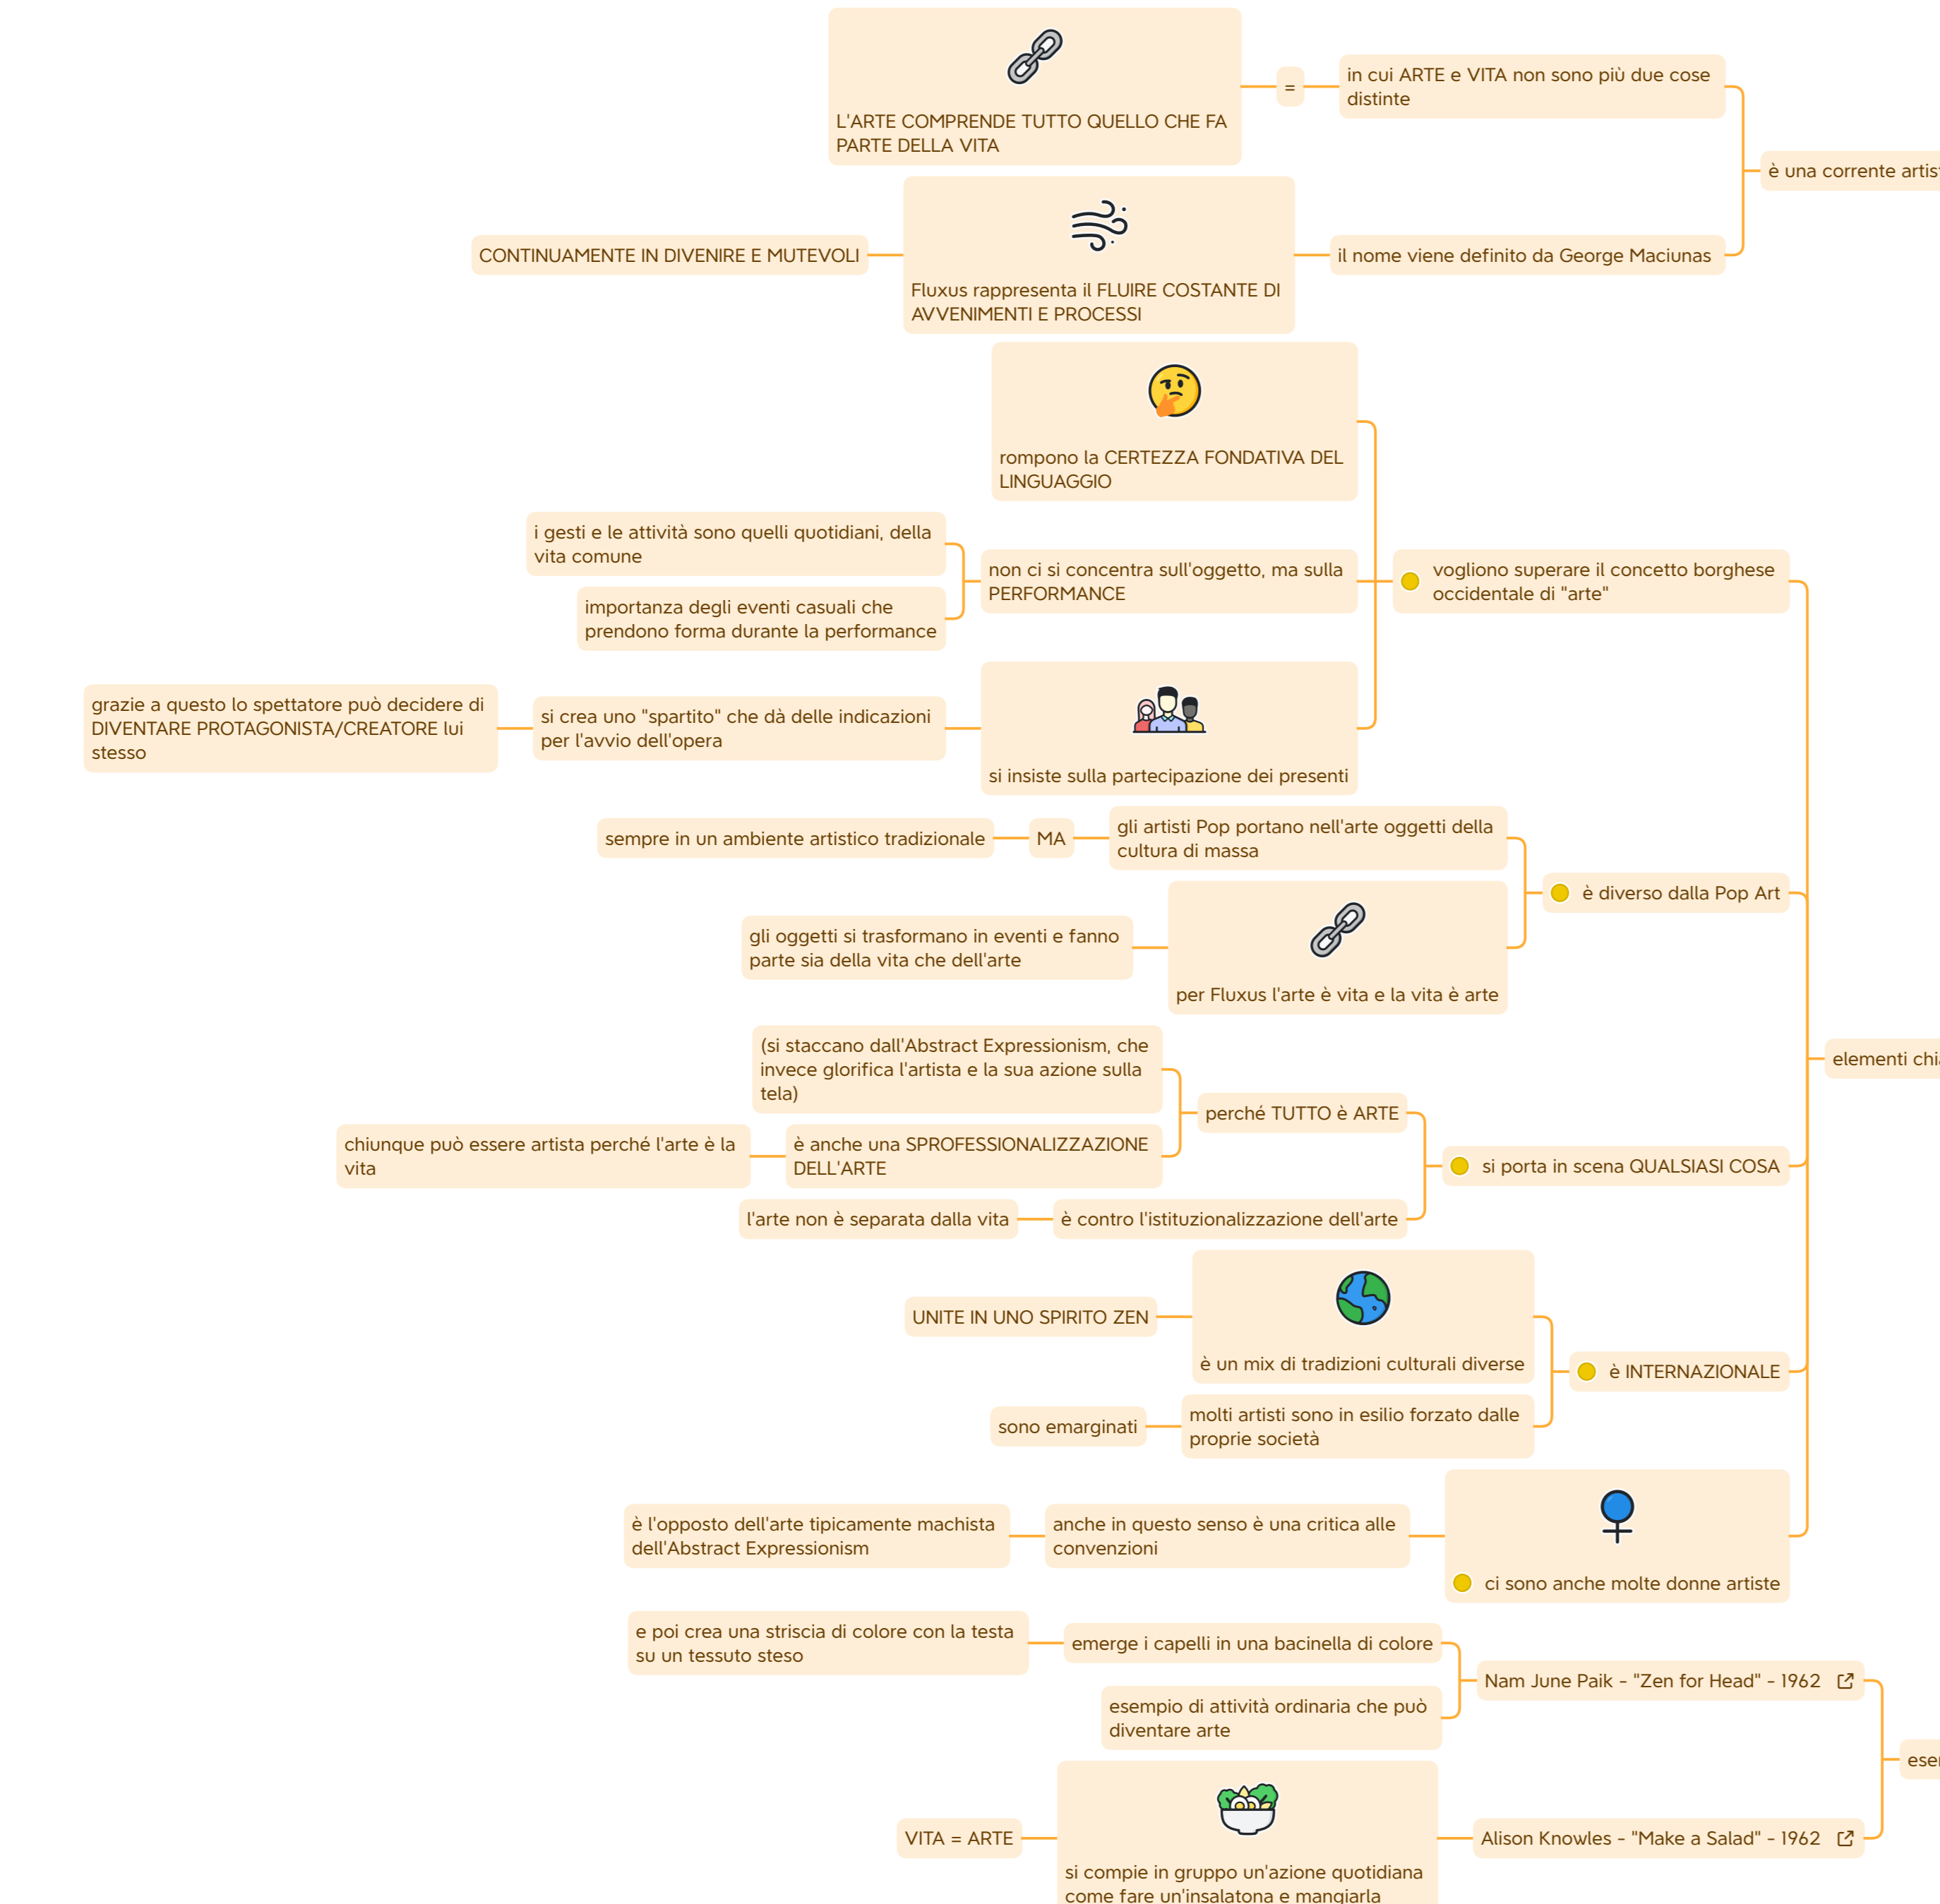 è una corrente
in cui ARTE e VITA non sono più due cose
distinte
=
L'ARTE COMPRENDE TUTTO QUELLO CHE FA
PARTE DELLA VITA
il nome viene definito da George Maciunas
Fluxus rappresenta il FLUIRE COSTANTE DI
AVVENIMENTI E PROCESSI
CONTINUAMENTE IN DIVENIRE E MUTEVOLI
elementi
vogliono superare il concetto borghese
occidentale di "arte"
rompono la CERTEZZA FONDATIVA DEL
LINGUAGGIO
non ci si concentra sull'oggetto, ma sulla
PERFORMANCE
i gesti e le attività sono quelli quotidiani, della
vita comune
importanza degli eventi casuali che
prendono forma durante la performance
si insiste sulla partecipazione dei presenti
si crea uno "spartito" che dà delle indicazioni
per l'avvio dell'opera
grazie a questo lo spettatore può decidere di
DIVENTARE PROTAGONISTA/CREATORE lui
stesso
è diverso dalla Pop Art
gli artisti Pop portano nell'arte oggetti della
cultura di massa
MA
sempre in un ambiente artistico tradizionale
per Fluxus l'arte è vita e la vita è arte
gli oggetti si trasformano in eventi e fanno
parte sia della vita che dell'arte
si porta in scena QUALSIASI COSA
perché TUTTO è ARTE
(si staccano dall'Abstract Expressionism, che
invece glorifica l'artista e la sua azione sulla
tela)
è anche una SPROFESSIONALIZZAZIONE
DELL'ARTE
chiunque può essere artista perché l'arte è la
vita
è contro l'istituzionalizzazione dell'arte
l'arte non è separata dalla vita
è INTERNAZIONALE
è un mix di tradizioni culturali diverse
UNITE IN UNO SPIRITO ZEN
molti artisti sono in esilio forzato dalle
proprie società
sono emarginati
ci sono anche molte donne artiste
anche in questo senso è una critica alle
convenzioni
è l'opposto dell'arte tipicamente machista
dell'Abstract Expressionism
Nam June Paik - "Zen for Head" - 1962
emerge i capelli in una bacinella di colore
e poi crea una striscia di colore con la testa
su un tessuto steso
esempio di attività ordinaria che può
diventare arte
Alison Knowles - "Make a Salad" - 1962
si compie in gruppo un'azione quotidiana
come fare un'insalatona e mangiarla
VITA = ARTE